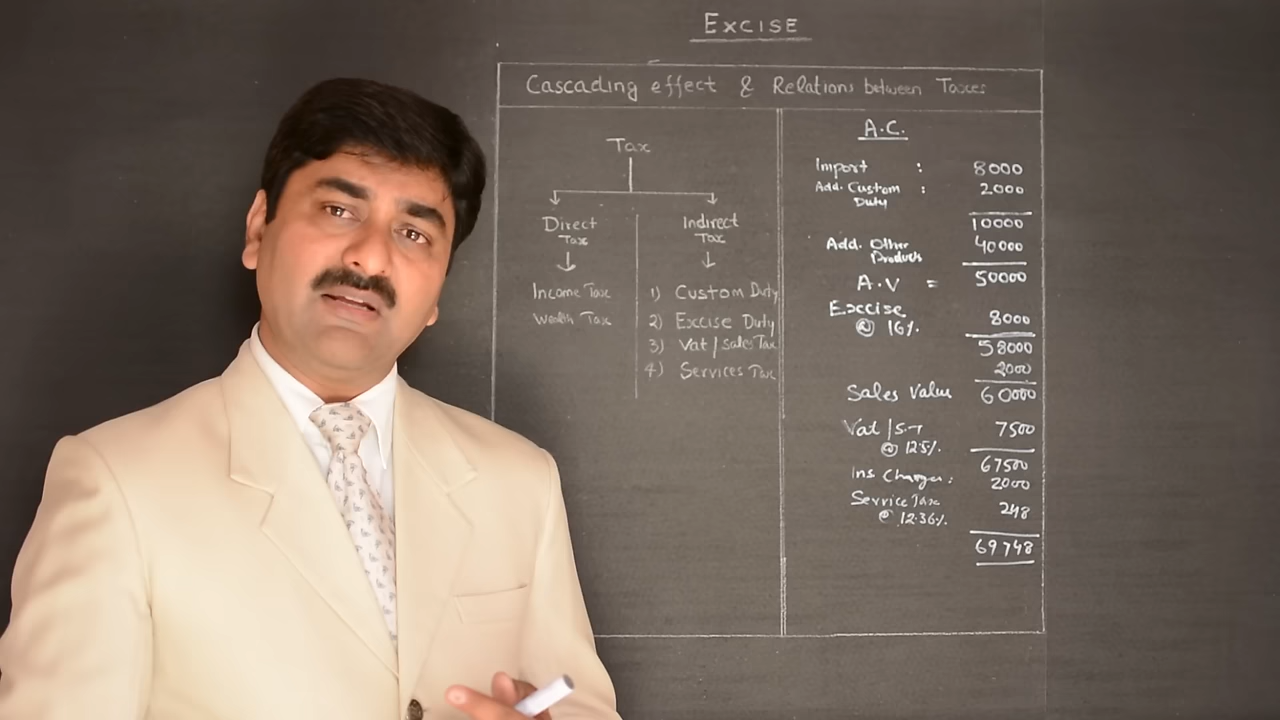 EXCISE
Cascading effect & Relations between Taxes
Tax
Direct Tax
Indirect Tax
Income Tax
Wealth Tax
1) Custom Duty
2) Excise Duty
3) Vat / Sales Tax
4) Services Tax
A.C.
Import : 8000
Add. Custom Duty : 2000
10000
Add. Other Products 40000
A.V = 50000
Excise @ 16%. 8000
58000
2000
Sales Value 60000
Vat / S.T @ 12.5%. 7500
67500
Ins Charges : 2000
Service Tax @ 12.36%. 248
69748